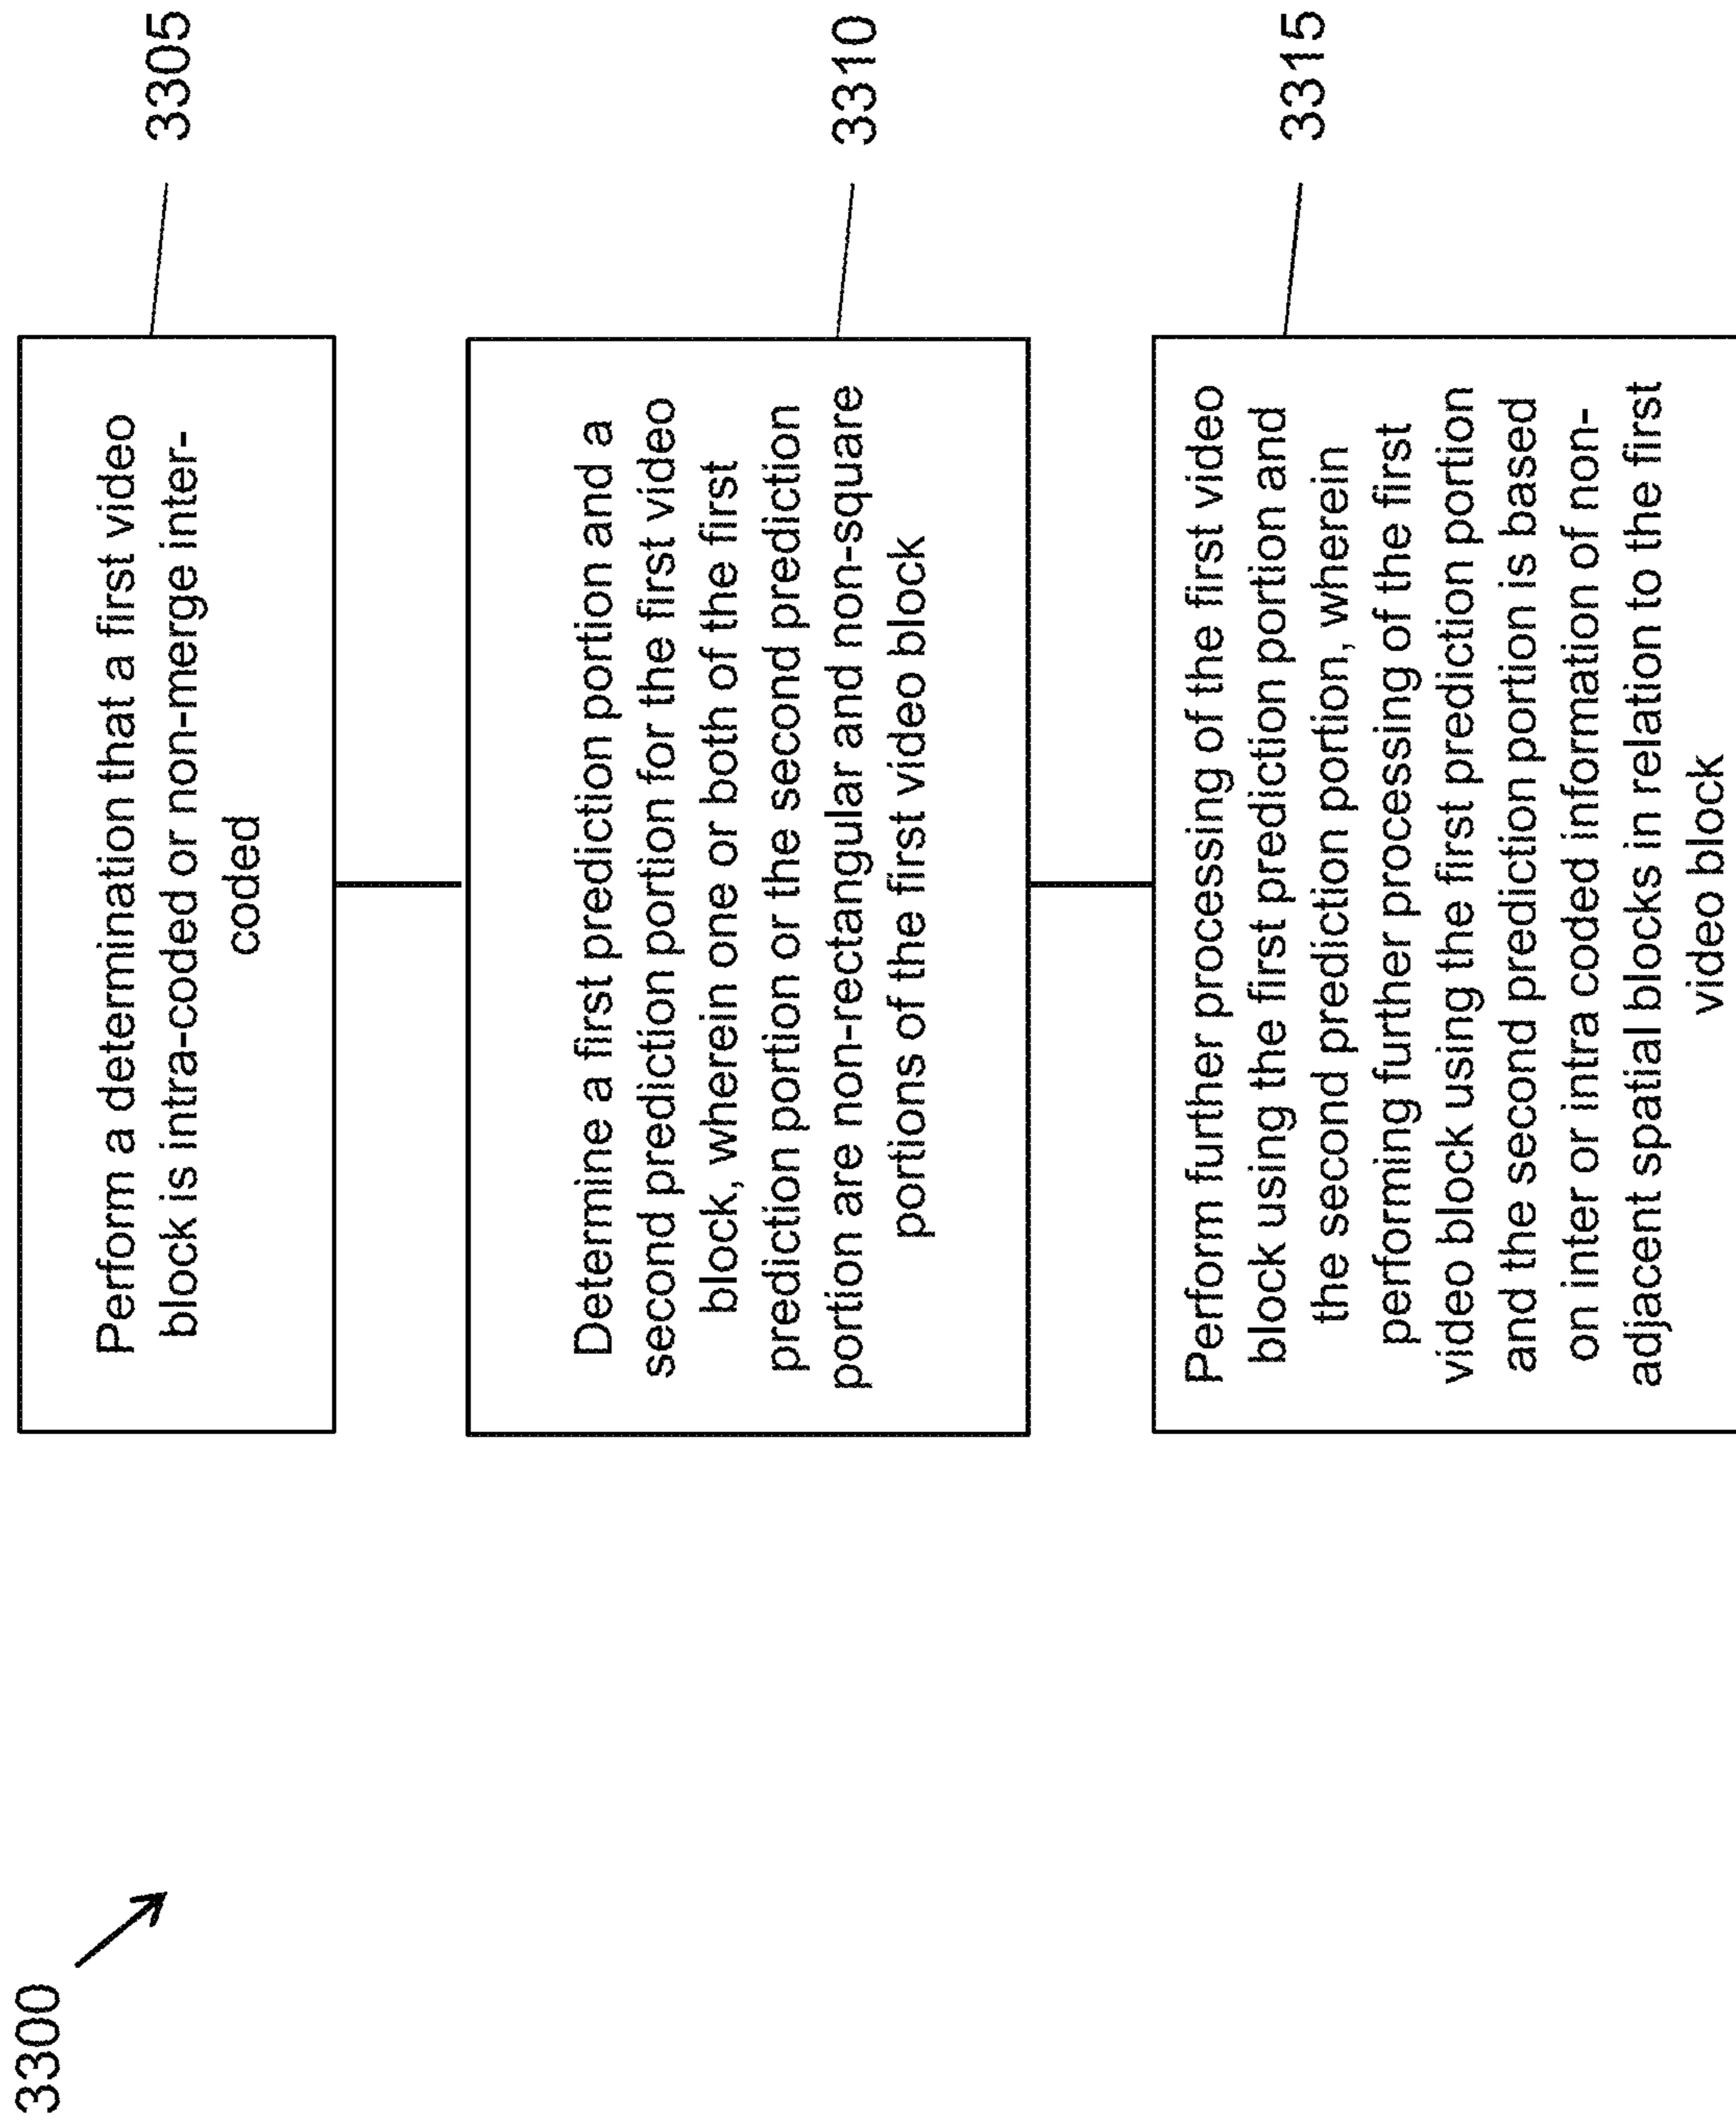 3300
Perform a determination that a first video
block is intra-coded or non-merge inter-
coded
3305
Determine a first prediction portion and a
second prediction portion for the first video
block, wherein one or both of the first
prediction portion or the second prediction
portion are non-rectangular and non-square
portions of the first video block
3310
Perform further processing of the first video
block using the first prediction portion and
the second prediction portion, wherein
performing further processing of the first
video block using the first prediction portion
and the second prediction portion is based
on inter or intra coded information of non-
adjacent spatial blocks in relation to the first
video block
3315